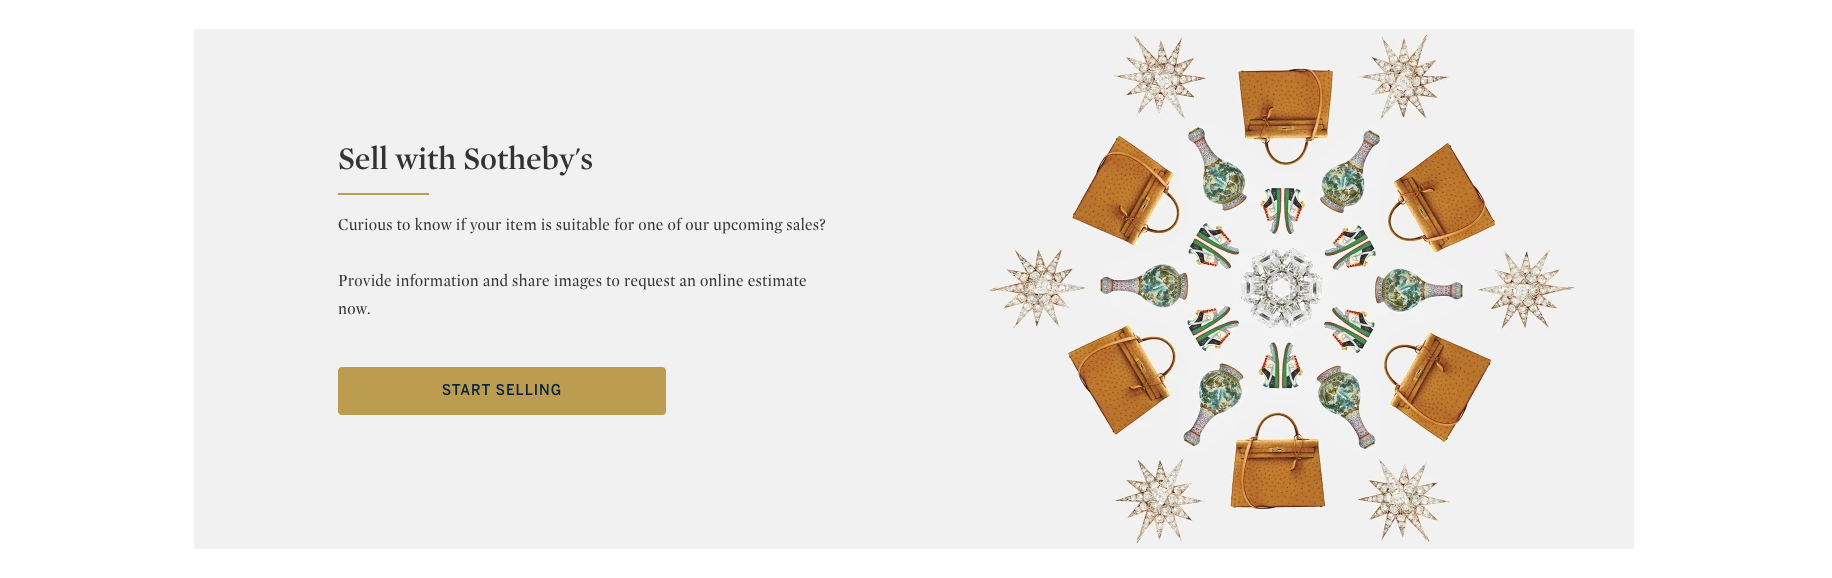 Sell with Sotheby's
Curious to know if your item is suitable for one of our upcoming sales?
Provide information and share images to request an online estimate
now.
START SELLING